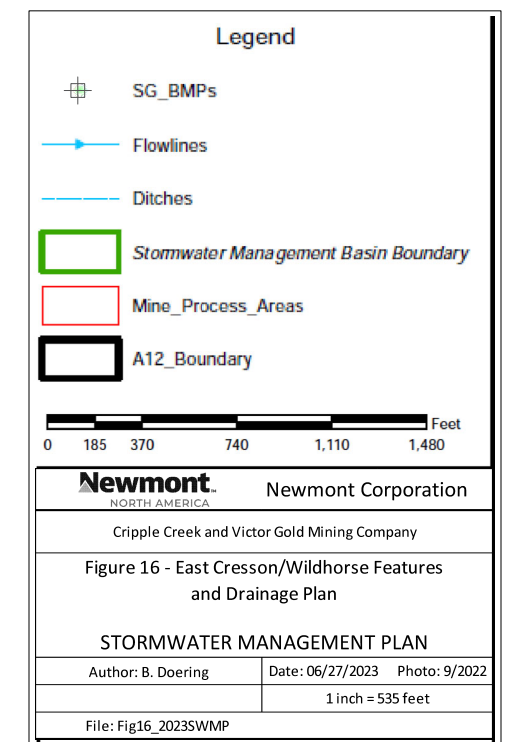 Legend
SG_BMPs
Flowlines
Ditches
Stormwater Management Basin Boundary
Mine_Process_Areas
A12_Boundary
Feet
0 185 370 740 1,110 1,480
Newmont™
NORTH AMERICA
Newmont Corporation
Cripple Creek and Victor Gold Mining Company
Figure 16 - East Cresson/Wildhorse Features
and Drainage Plan
STORMWATER MANAGEMENT PLAN
Author: B. Doering
Date: 06/27/2023 Photo: 9/2022
1 inch = 535 feet
File: Fig16_2023SWMP